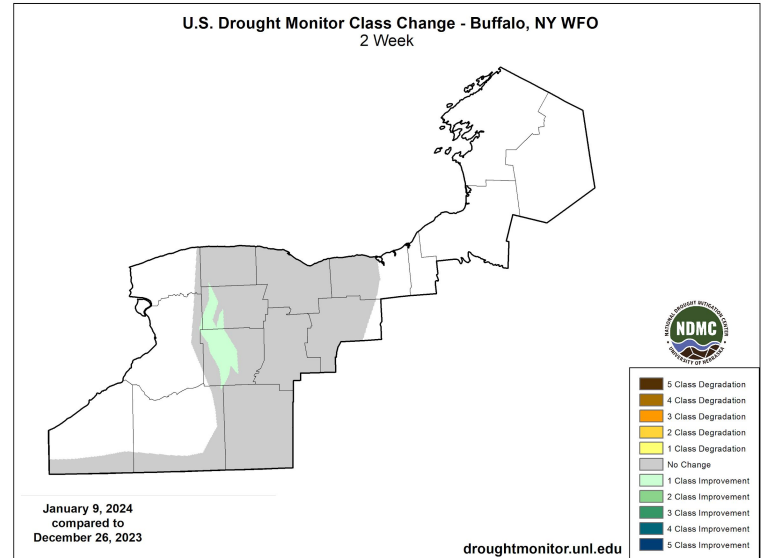 U.S. Drought Monitor Class Change - Buffalo, NY WFO
2 Week
NATIONAL DROUGHT MITIGATION CENTER
NDMC
UNIVERSITY OF NEBRASKA
5 Class Degradation
4 Class Degradation
3 Class Degradation
2 Class Degradation
1 Class Degradation
No Change
1 Class Improvement
2 Class Improvement
3 Class Improvement
4 Class Improvement
5 Class Improvement
January 9, 2024
compared to
December 26, 2023
droughtmonitor.unl.edu